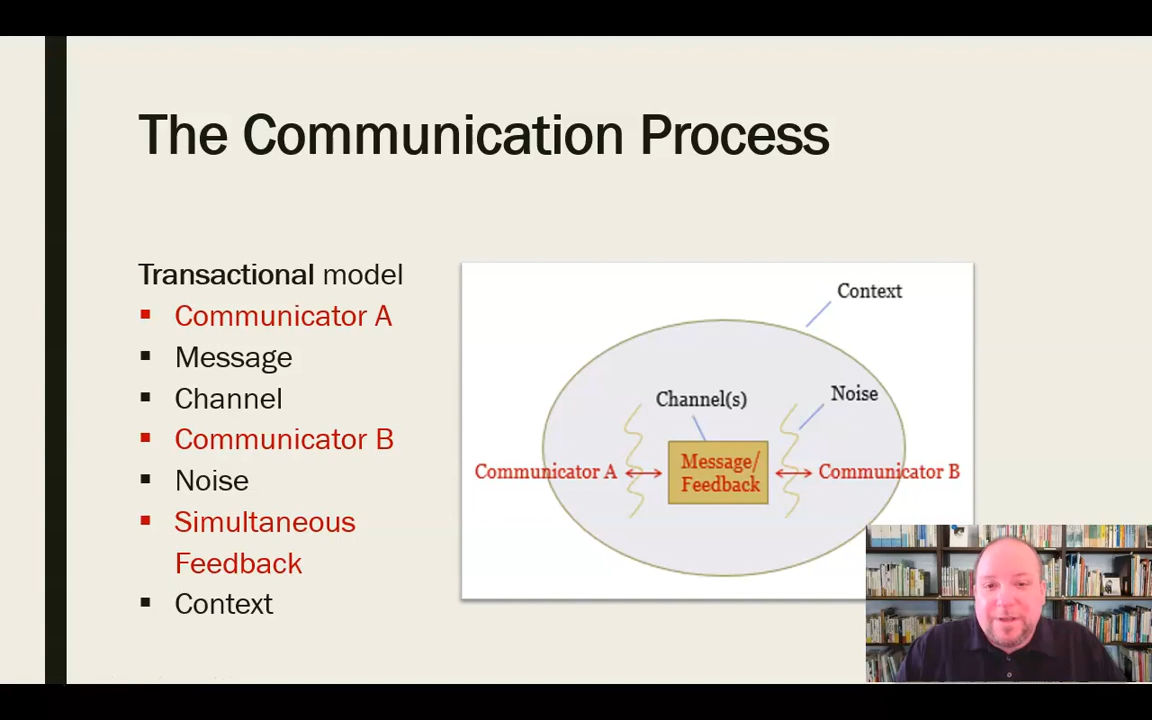 The Communication Process
Transactional model
Communicator A
Message
Channel
Communicator B
Noise
Simultaneous
Feedback
Context
Context
Channel(s)
Noise
Communicator A
Message/
Feedback
Communicator B